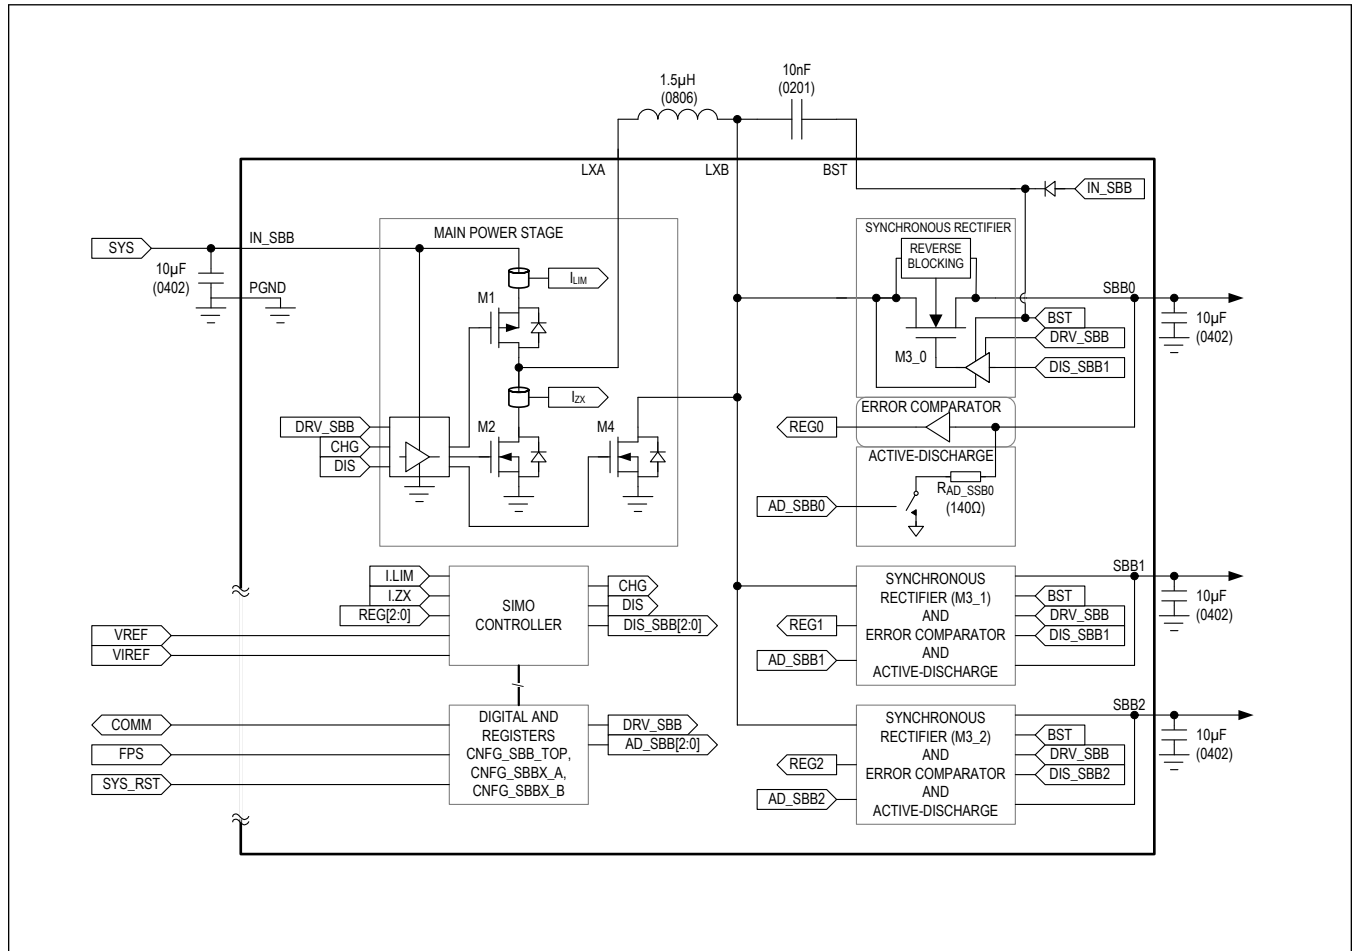 1.5µH
(0806)
10nF
(0201)
LXA
LXB
BST
IN_SBB
SYS
IN_SBB
10µF
(0402)
PGND
MAIN POWER STAGE
ILIM
M1
IZX
M2
M4
DRV_SBB
CHG
DIS
SYNCHRONOUS RECTIFIER
REVERSE
BLOCKING
M3_0
SBB0
BST
DRV_SBB
DIS_SBB1
10µF
(0402)
ERROR COMPARATOR
REG0
ACTIVE-DISCHARGE
RAD_SSB0
(140Ω)
AD_SBB0
I.LIM
I.ZX
REG[2:0]
VREF
VIREF
SIMO
CONTROLLER
CHG
DIS
DIS_SBB[2:0]
SYNCHRONOUS
RECTIFIER (M3_1)
AND
ERROR COMPARATOR
AND
ACTIVE-DISCHARGE
REG1
AD_SBB1
SBB1
BST
DRV_SBB
DIS_SBB1
10µF
(0402)
COMM
FPS
SYS_RST
DIGITAL AND
REGISTERS
CNFG_SBB_TOP,
CNFG_SBBX_A,
CNFG_SBBX_B
DRV_SBB
AD_SBB[2:0]
SYNCHRONOUS
RECTIFIER (M3_2)
AND
ERROR COMPARATOR
AND
ACTIVE-DISCHARGE
REG2
AD_SBB2
SBB2
BST
DRV_SBB
DIS_SBB2
10µF
(0402)